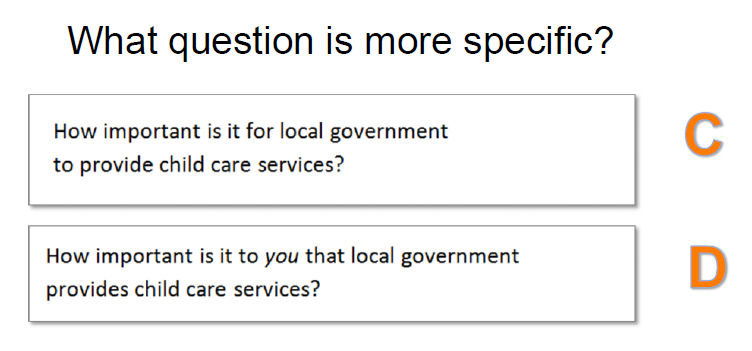 What question is more specific?
How important is it for local government
to provide child care services?
C
How important is it to you that local government
provides child care services?
D